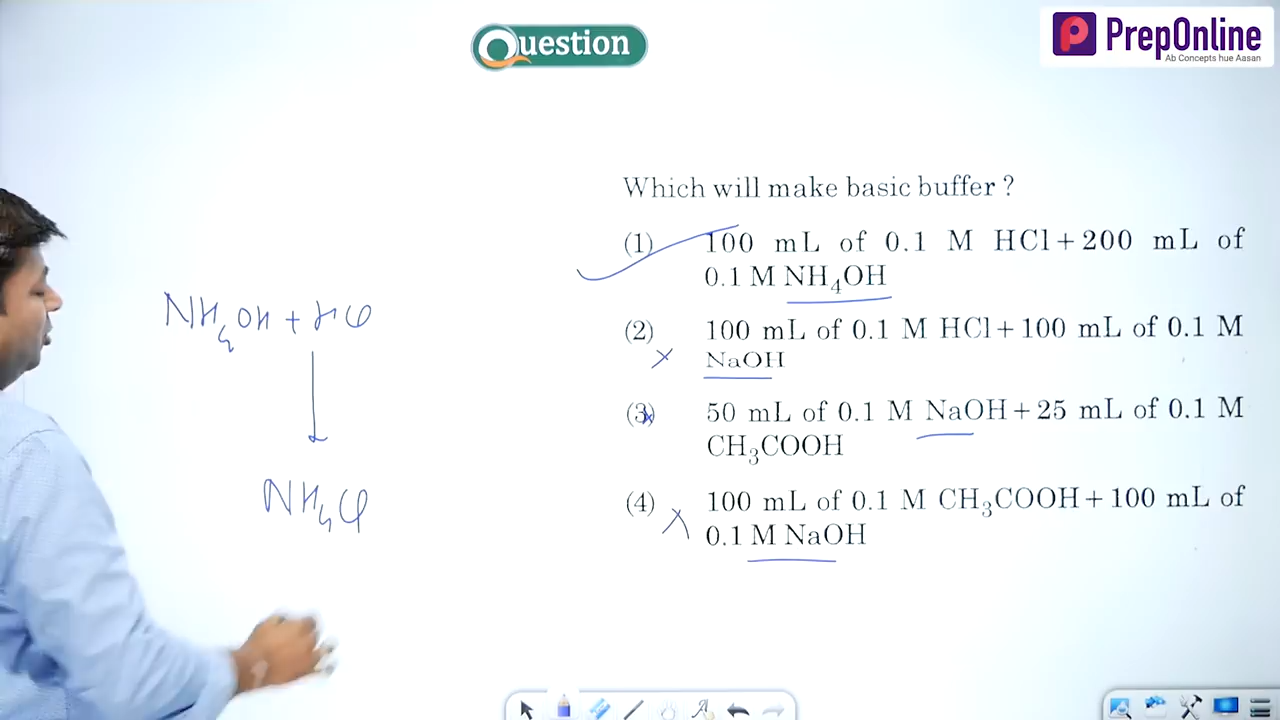 Question
PrepOnline
Ab Concepts hue Aasan
Which will make basic buffer ?
(1) 100 mL of 0.1 M HCl + 200 mL of
0.1 M NH₄OH
(2) 100 mL of 0.1 M HCl + 100 mL of 0.1 M
NaOH
(3) 50 mL of 0.1 M NaOH + 25 mL of 0.1 M
CH₃COOH
(4) 100 mL of 0.1 M CH₃COOH + 100 mL of
0.1 M NaOH
NH₄OH + HCl
NH₄Cl